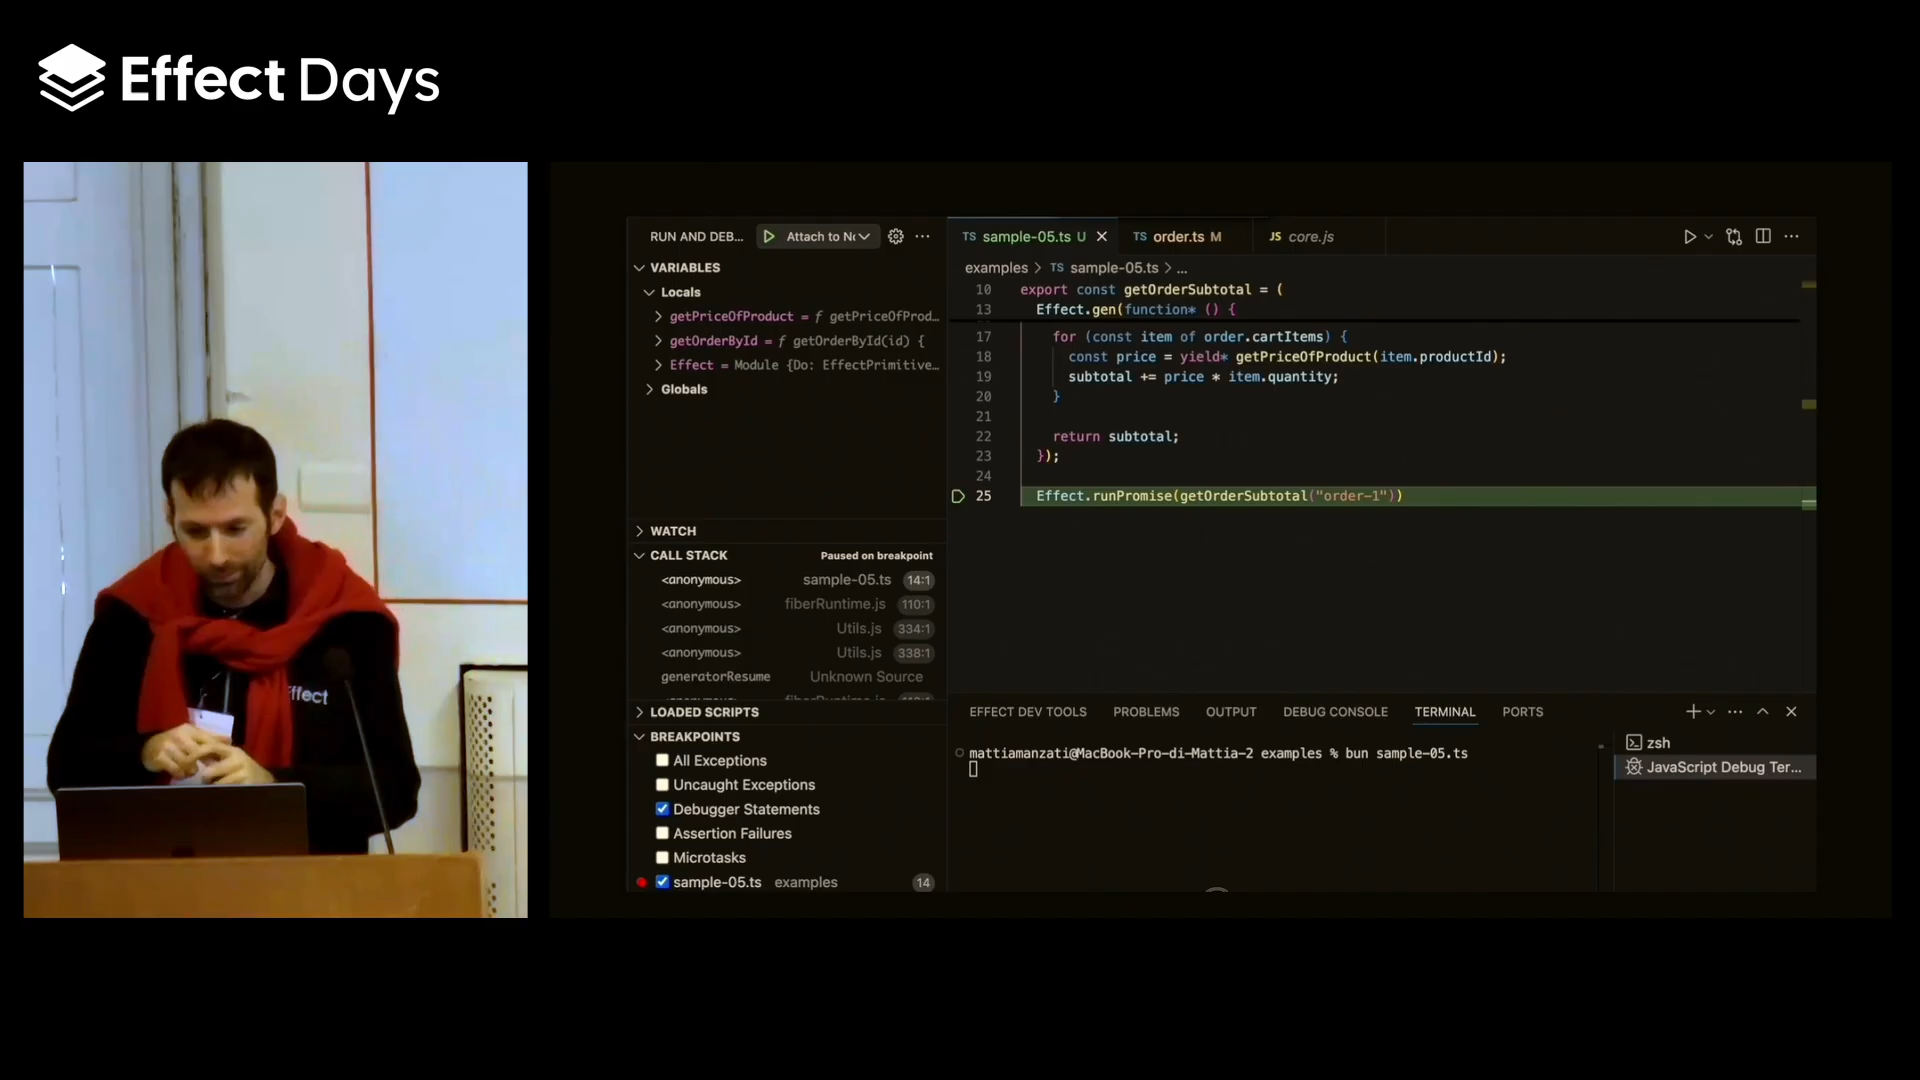 Effect Days
ffect
RUN AND DEB...
Attach to No
VARIABLES
Locals
getPriceOfProduct = f getPriceOfProd...
getOrderById = f getOrderById(id) {
Effect = Module {Do: EffectPrimitive...
Globals
WATCH
CALL STACK
Paused on breakpoint
<anonymous> sample-05.ts 14:1
<anonymous> fiberRuntime.js 110:1
<anonymous> Utils.js 334:1
<anonymous> Utils.js 338:1
generatorResume Unknown Source
LOADED SCRIPTS
BREAKPOINTS
All Exceptions
Uncaught Exceptions
Debugger Statements
Assertion Failures
Microtasks
sample-05.ts examples 14
TS sample-05.ts U
TS order.ts M
JS core.js
examples > TS sample-05.ts > ...
10 export const getOrderSubtotal = (
13 Effect.gen(function* () {
17 for (const item of order.cartItems) {
18 const price = yield* getPriceOfProduct(item.productId);
19 subtotal += price * item.quantity;
20 }
21
22 return subtotal;
23 });
24
25 Effect.runPromise(getOrderSubtotal("order-1"))
EFFECT DEV TOOLS PROBLEMS OUTPUT DEBUG CONSOLE TERMINAL PORTS
mattiamanzati@MacBook-Pro-di-Mattia-2 examples % bun sample-05.ts
zsh
JavaScript Debug Ter...